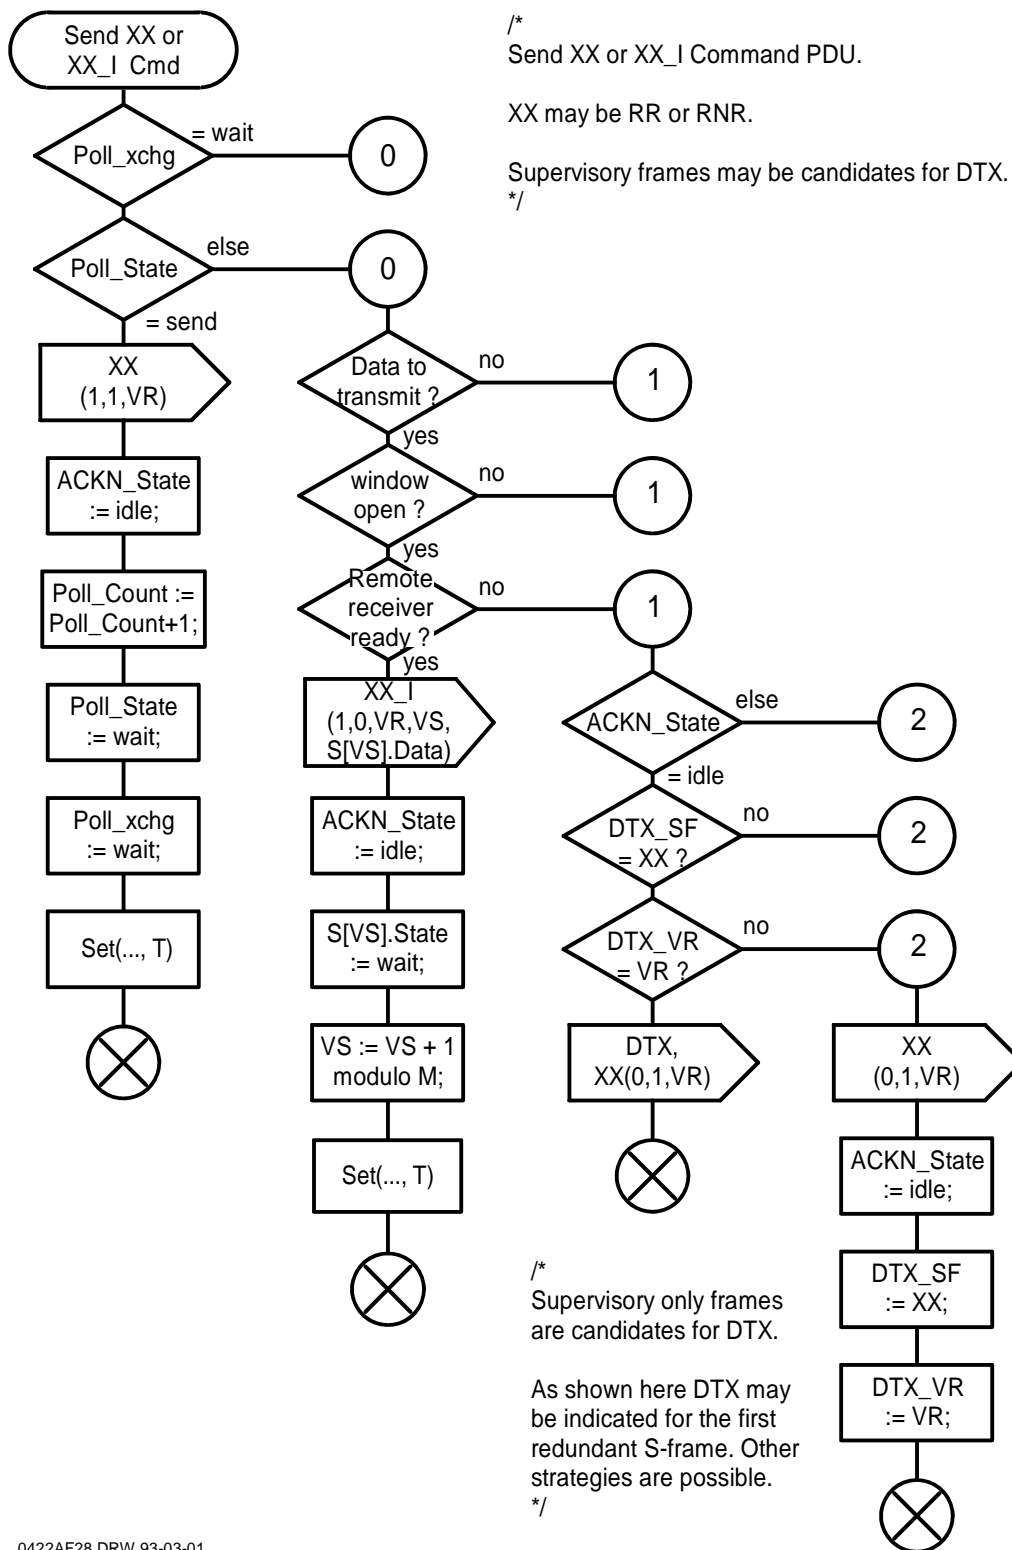 Send XX or
XX_I Cmd
/*
Send XX or XX_I Command PDU.
XX may be RR or RNR.
Supervisory frames may be candidates for DTX.
*/
Poll_xchg
= wait
0
Poll_State
else
0
= send
XX
(1,1,VR)
ACKN_State
:= idle;
Poll_Count :=
Poll_Count+1;
Poll_State
:= wait;
Poll_xchg
:= wait;
Set(..., T)
Data to
transmit ?
no
1
yes
window
open ?
no
1
yes
Remote
receiver
ready ?
no
1
yes
XX_I
(1,0,VR,VS,
S[VS].Data)
ACKN_State
:= idle;
S[VS].State
:= wait;
VS := VS + 1
modulo M;
Set(..., T)
ACKN_State
else
2
= idle
DTX_SF
= XX ?
no
2
DTX_VR
= VR ?
no
2
DTX,
XX(0,1,VR)
XX
(0,1,VR)
ACKN_State
:= idle;
DTX_SF
:= XX;
DTX_VR
:= VR;
/*
Supervisory only frames
are candidates for DTX.
As shown here DTX may
be indicated for the first
redundant S-frame. Other
strategies are possible.
*/
0422AF28.DRW 93-03-01